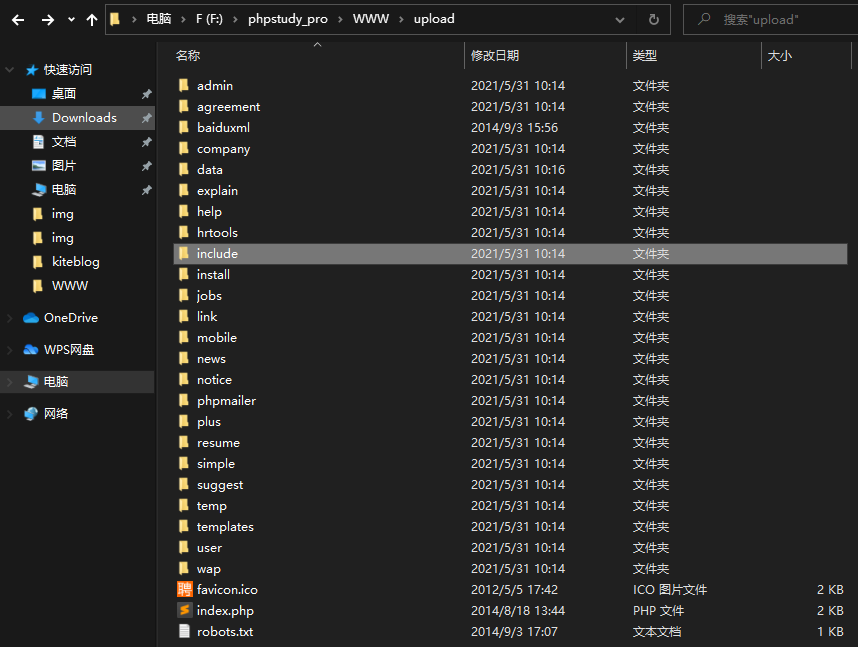 电脑 F (F:) phpstudy_pro WWW upload 搜索"upload"
名称 修改日期 类型 大小
快速访问
桌面
Downloads
文档
图片
电脑
img
img
kiteblog
WWW
OneDrive
WPS网盘
电脑
网络
admin 2021/5/31 10:14 文件夹
agreement 2021/5/31 10:14 文件夹
baiduxml 2014/9/3 15:56 文件夹
company 2021/5/31 10:14 文件夹
data 2021/5/31 10:16 文件夹
explain 2021/5/31 10:14 文件夹
help 2021/5/31 10:14 文件夹
hrtools 2021/5/31 10:14 文件夹
include 2021/5/31 10:14 文件夹
install 2021/5/31 10:14 文件夹
jobs 2021/5/31 10:14 文件夹
link 2021/5/31 10:14 文件夹
mobile 2021/5/31 10:14 文件夹
news 2021/5/31 10:14 文件夹
notice 2021/5/31 10:14 文件夹
phpmailer 2021/5/31 10:14 文件夹
plus 2021/5/31 10:14 文件夹
resume 2021/5/31 10:14 文件夹
simple 2021/5/31 10:14 文件夹
suggest 2021/5/31 10:14 文件夹
temp 2021/5/31 10:14 文件夹
templates 2021/5/31 10:14 文件夹
user 2021/5/31 10:14 文件夹
wap 2021/5/31 10:14 文件夹
聘 favicon.ico 2012/5/5 17:42 ICO 图片文件 2 KB
index.php 2014/8/18 13:44 PHP 文件 2 KB
robots.txt 2014/9/3 17:07 文本文档 1 KB